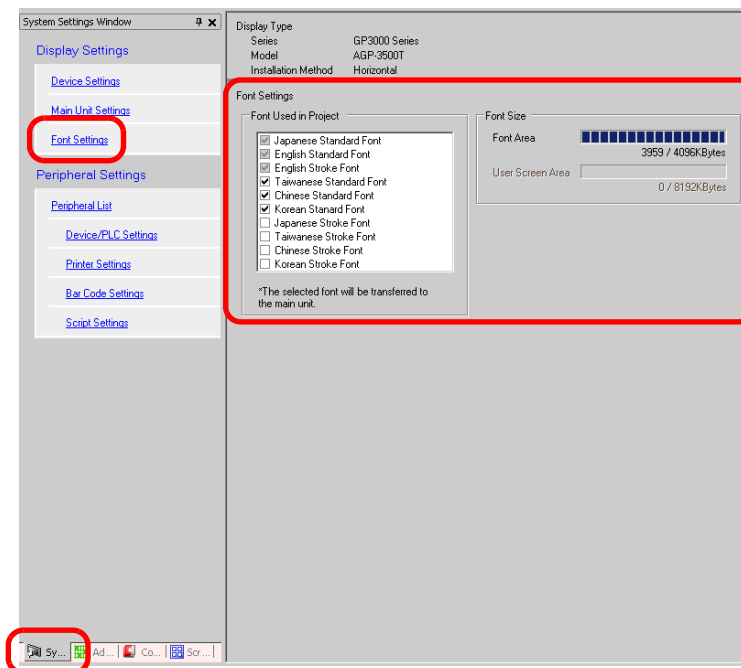 System Settings Window
Display Settings
Device Settings
Main Unit Settings
Font Settings
Peripheral Settings
Peripheral List
Device/PLC Settings
Printer Settings
Bar Code Settings
Script Settings
Sy...
Ad...
Co...
Scr...
Display Type
Series GP3000 Series
Model AGP-3500T
Installation Method Horizontal
Font Settings
Font Used in Project
Japanese Standard Font
English Standard Font
English Stroke Font
Taiwanese Standard Font
Chinese Standard Font
Korean Stanard Font
Japanese Stroke Font
Taiwanese Stroke Font
Chinese Stroke Font
Korean Stroke Font
*The selected font will be transferred to
the main unit.
Font Size
Font Area
3959 / 4096KBytes
User Screen Area
0 / 8192KBytes